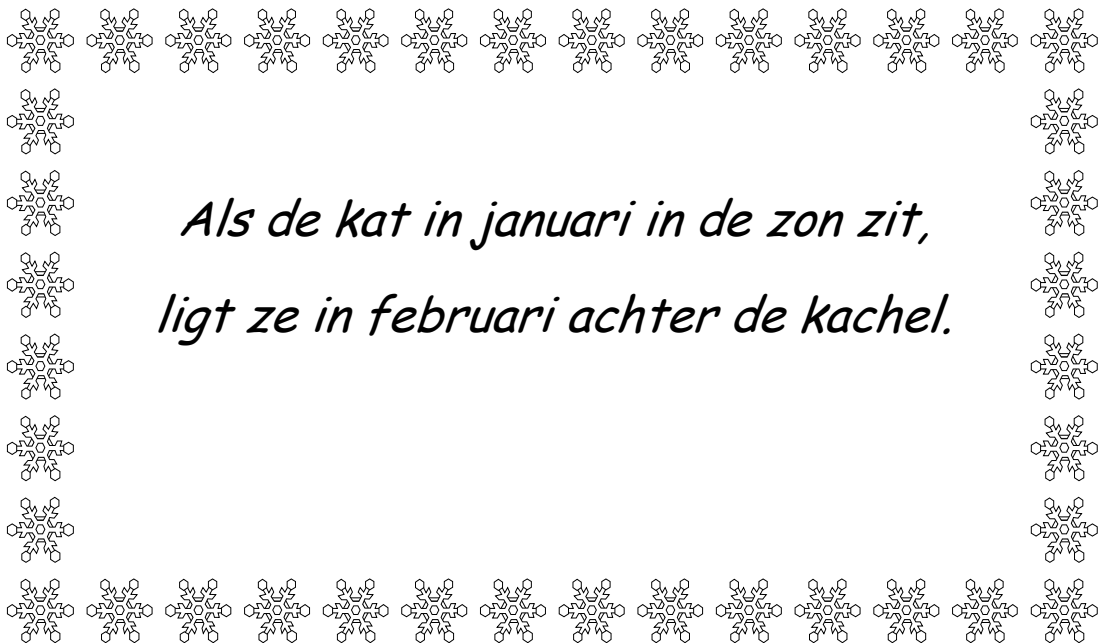 Als de kat in januari in de zon zit,
ligt ze in februari achter de kachel.